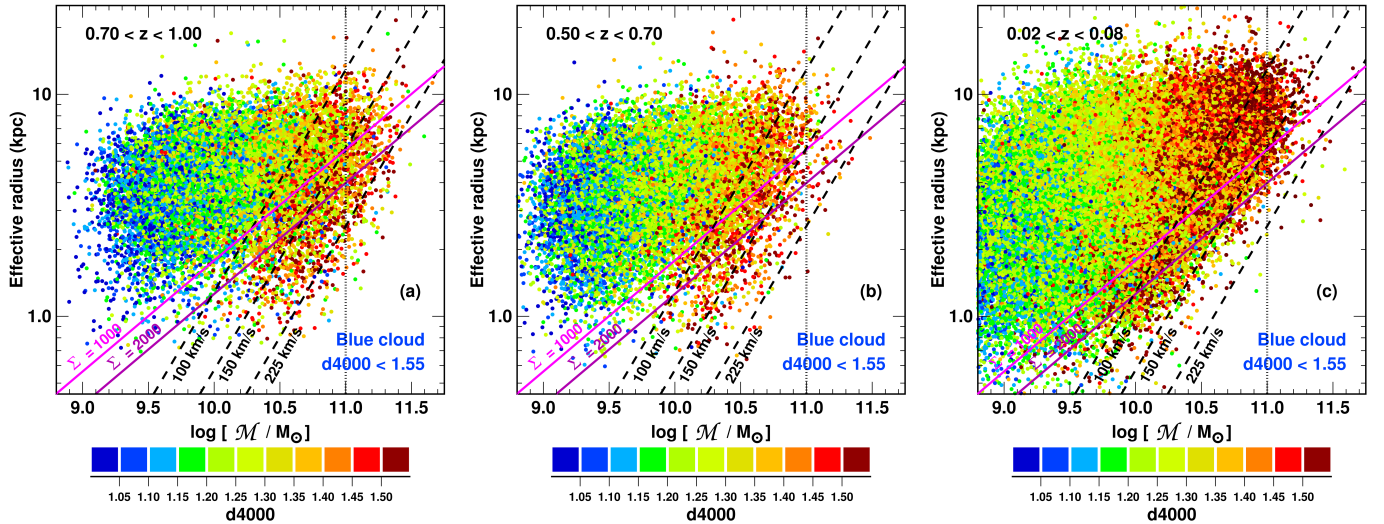 0.70 < z < 1.00
Effective radius (kpc)
10
1.0
(a)
Σ = 1000
Σ = 2000
100 km/s
150 km/s
225 km/s
Blue cloud
d4000 < 1.55
9.0 9.5 10.0 10.5 11.0 11.5
log [ ℳ / M⊙ ]
1.05 1.10 1.15 1.20 1.25 1.30 1.35 1.40 1.45 1.50
d4000
0.50 < z < 0.70
Effective radius (kpc)
10
1.0
(b)
Σ = 1000
Σ = 2000
100 km/s
150 km/s
225 km/s
Blue cloud
d4000 < 1.55
9.0 9.5 10.0 10.5 11.0 11.5
log [ ℳ / M⊙ ]
1.05 1.10 1.15 1.20 1.25 1.30 1.35 1.40 1.45 1.50
d4000
0.02 < z < 0.08
Effective radius (kpc)
10
1.0
(c)
100 km/s
150 km/s
225 km/s
Blue cloud
d4000 < 1.55
9.0 9.5 10.0 10.5 11.0 11.5
log [ ℳ / M⊙ ]
1.05 1.10 1.15 1.20 1.25 1.30 1.35 1.40 1.45 1.50
d4000